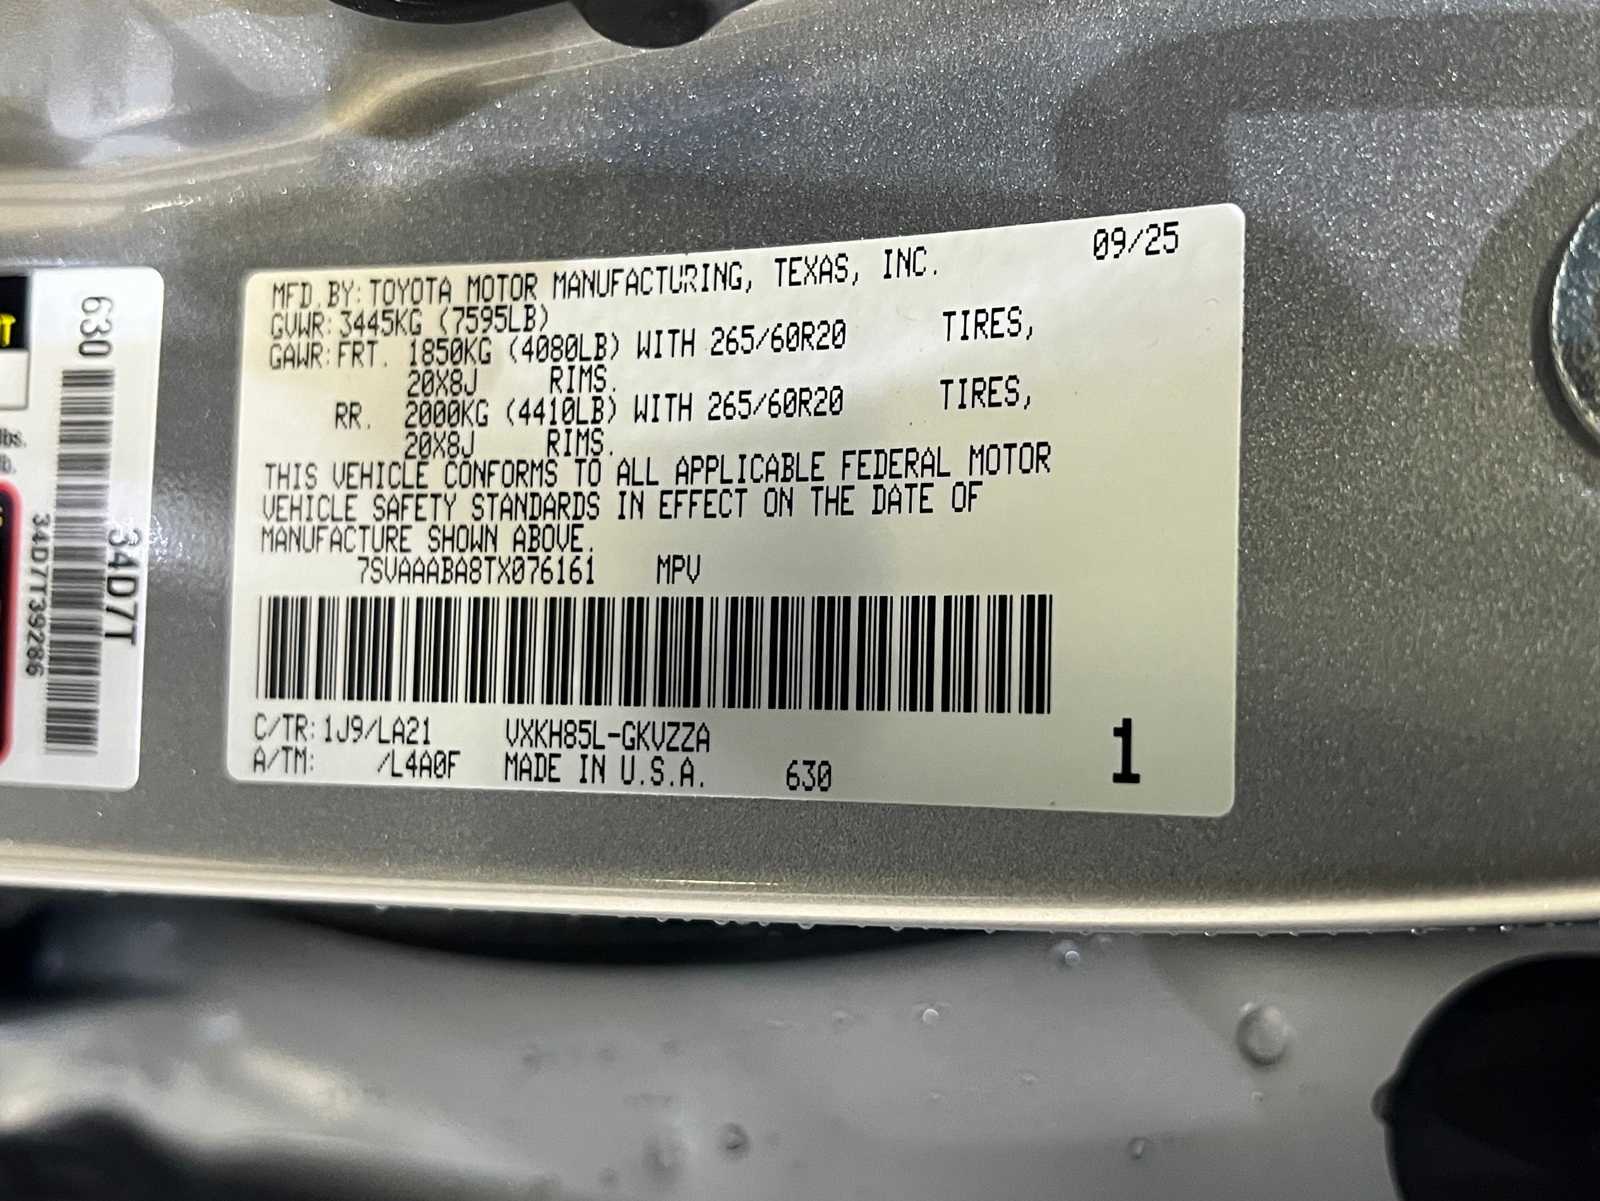 09/25
MFD.BY:TOYOTA MOTOR MANUFACTURING, TEXAS, INC.
GVWR:3445KG (7595LB)
GAWR:FRT. 1850KG (4080LB) WITH 265/60R20 TIRES,
20X8J RIMS.
RR. 2000KG (4410LB) WITH 265/60R20 TIRES,
20X8J RIMS.
THIS VEHICLE CONFORMS TO ALL APPLICABLE FEDERAL MOTOR
VEHICLE SAFETY STANDARDS IN EFFECT ON THE DATE OF
MANUFACTURE SHOWN ABOVE.
7SVAAABA8TX076161 MPV
C/TR:1J9/LA21 VXKH85L-GKVZZA
A/TM: /L4A0F MADE IN U.S.A. 630
1
630
34D7T
34D7T39286
lbs.
lb.